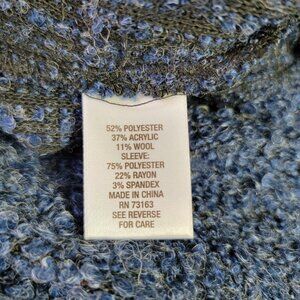 52% POLYESTER
37% ACRYLIC
11% WOOL
SLEEVE:
75% POLYESTER
22% RAYON
3% SPANDEX
MADE IN CHINA
RN 73163
SEE REVERSE
FOR CARE